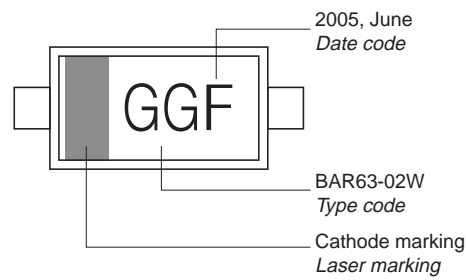 2005, June
Date code
GGF
BAR63-02W
Type code
Cathode marking
Laser marking